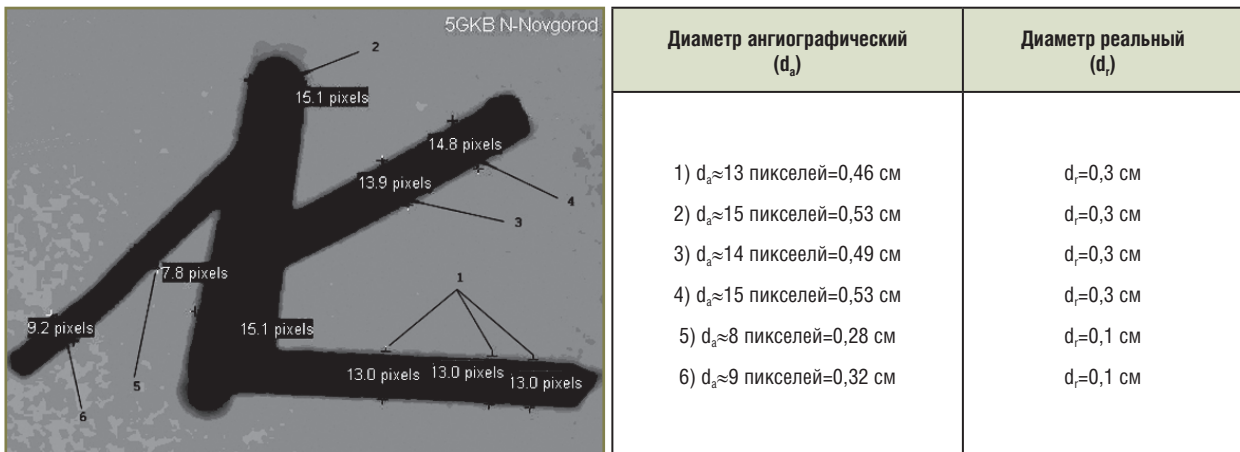 5GKB N-Novgorod
2
15.1 pixels
14.8 pixels
13.9 pixels
4
3
7.8 pixels
1
9.2 pixels
15.1 pixels
13.0 pixels
13.0 pixels
13.0 pixels
5
6
Диаметр ангиографический
(dₐ)
Диаметр реальный
(dᵣ)
1) dₐ≈13 пикселей=0,46 см
dᵣ=0,3 см
2) dₐ≈15 пикселей=0,53 см
dᵣ=0,3 см
3) dₐ≈14 пиксеелй=0,49 см
dᵣ=0,3 см
4) dₐ≈15 пикселей=0,53 см
dᵣ=0,3 см
5) dₐ≈8 пикселей=0,28 см
dᵣ=0,1 см
6) dₐ≈9 пикселей=0,32 см
dᵣ=0,1 см